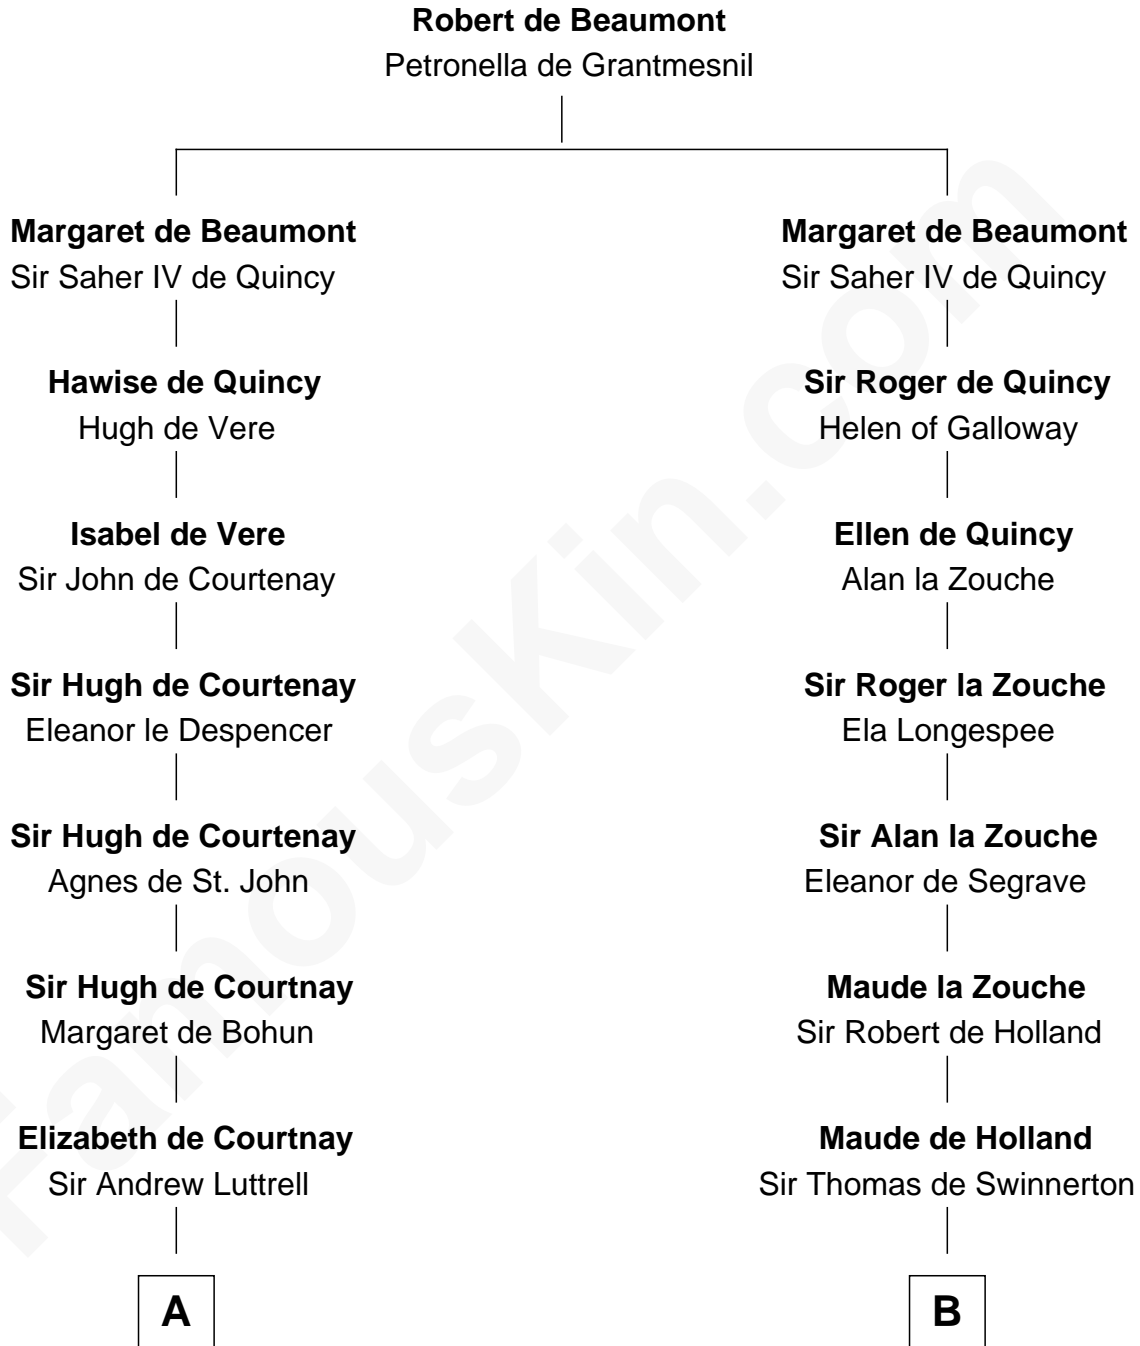 Robert de Beaumont
Petronella de Grantmesnil
Margaret de Beaumont
Sir Saher IV de Quincy
Margaret de Beaumont
Sir Saher IV de Quincy
Hawise de Quincy
Hugh de Vere
Sir Roger de Quincy
Helen of Galloway
Isabel de Vere
Sir John de Courtenay
Ellen de Quincy
Alan la Zouche
Sir Hugh de Courtenay
Eleanor le Despencer
Sir Roger la Zouche
Ela Longespee
Sir Hugh de Courtenay
Agnes de St. John
Sir Alan la Zouche
Eleanor de Segrave
Sir Hugh de Courtnay
Margaret de Bohun
Maude la Zouche
Sir Robert de Holland
Elizabeth de Courtnay
Sir Andrew Luttrell
Maude de Holland
Sir Thomas de Swinnerton
A
B
FamousKin.com